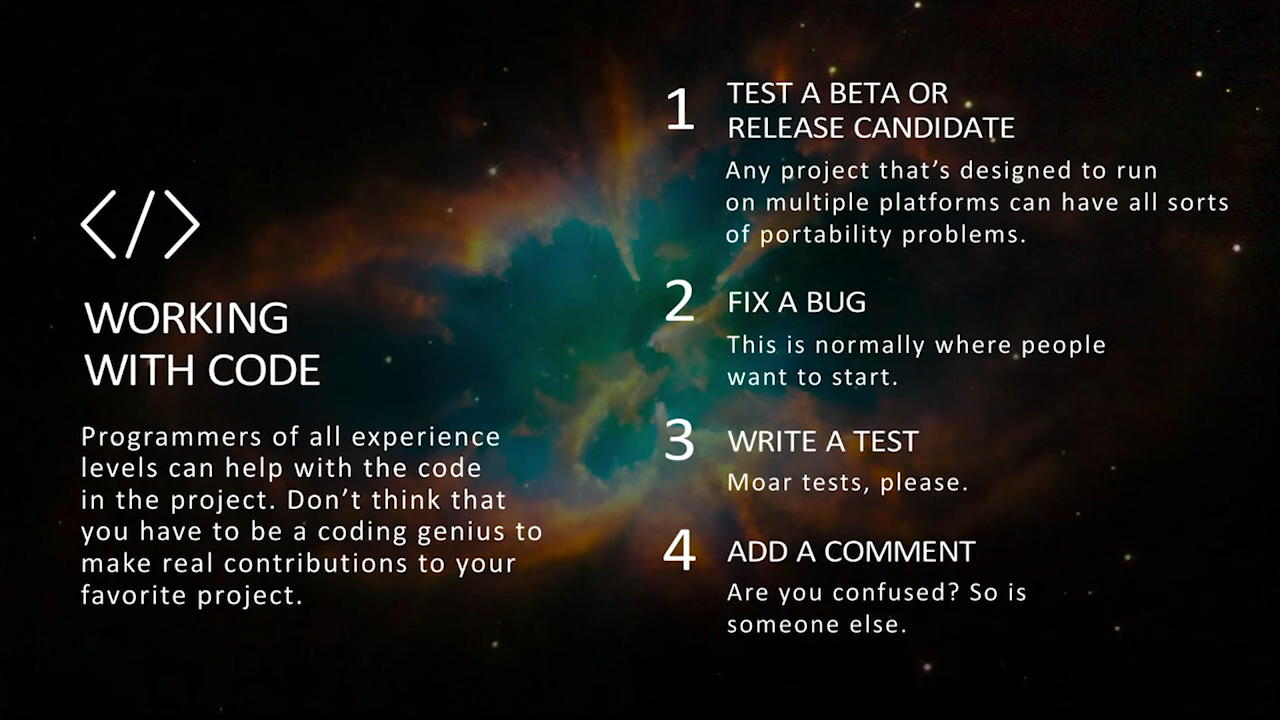 </>
WORKING
WITH CODE
Programmers of all experience
levels can help with the code
in the project. Don’t think that
you have to be a coding genius to
make real contributions to your
favorite project.
1 TEST A BETA OR
RELEASE CANDIDATE
Any project that’s designed to run
on multiple platforms can have all sorts
of portability problems.
2 FIX A BUG
This is normally where people
want to start.
3 WRITE A TEST
Moar tests, please.
4 ADD A COMMENT
Are you confused? So is
someone else.